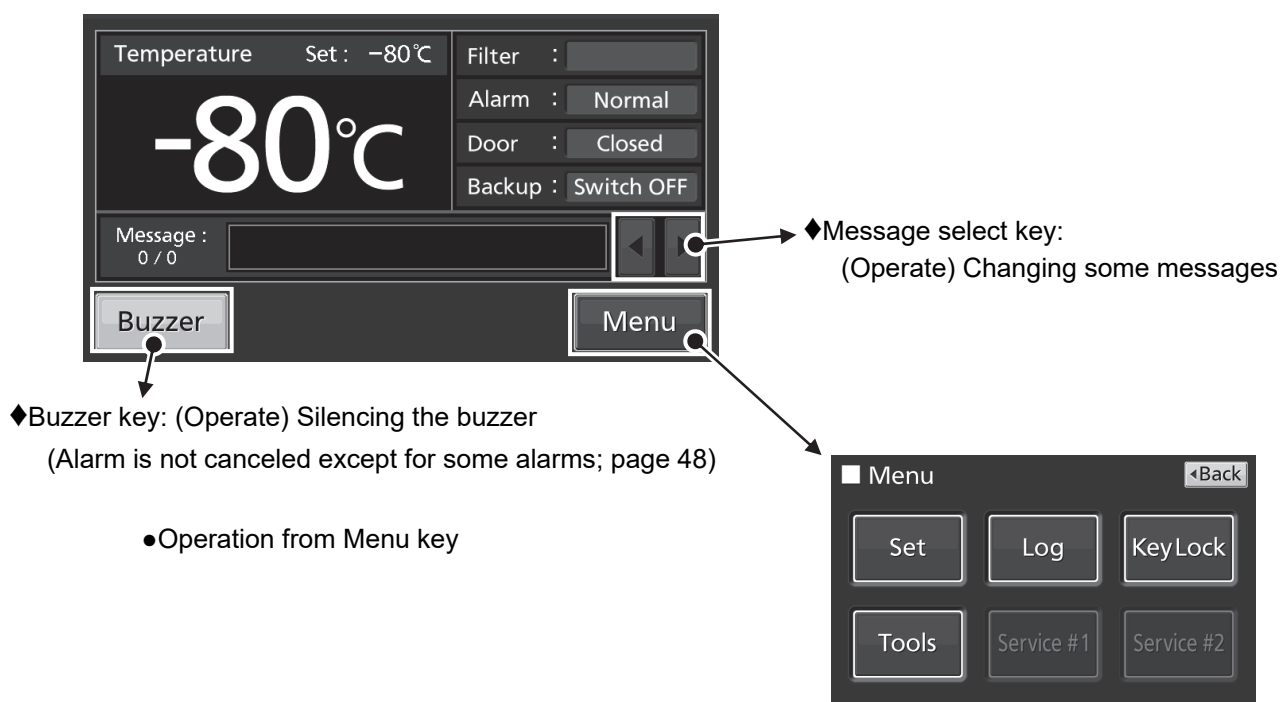 Temperature Set : −80℃
-80℃
Filter :
Alarm : Normal
Door : Closed
Backup : Switch OFF
Message :
0 / 0
◀ ▶
Buzzer
Menu
♦Message select key:
(Operate) Changing some messages
♦Buzzer key: (Operate) Silencing the buzzer
(Alarm is not canceled except for some alarms; page 48)
●Operation from Menu key
■ Menu
◂Back
Set
Log
KeyLock
Tools
Service #1
Service #2